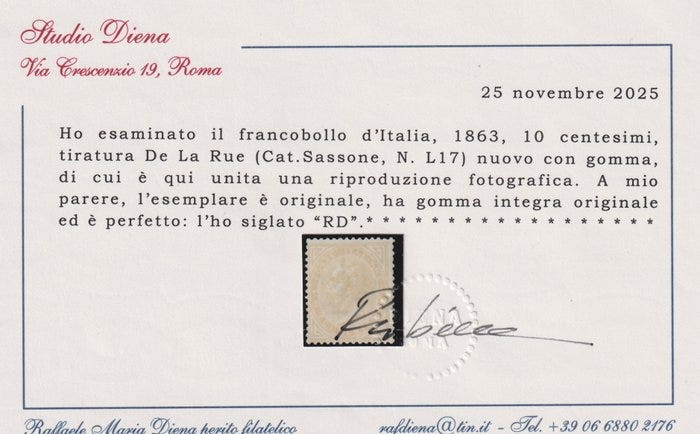 Studio Diena
Via Crescenzio 19, Roma
25 novembre 2025
Ho esaminato il francobollo d'Italia, 1863, 10 centesimi,
tiratura De La Rue (Cat.Sassone, N. L17) nuovo con gomma,
di cui è qui unita una riproduzione fotografica. A mio
parere, l'esemplare è originale, ha gomma integra originale
ed è perfetto: l'ho siglato "RD".* * * * * * * * * * * * * * * * * *
Raffaele Maria Diena perito filatelico
rafdiena@tin.it - Tel. +39 06 6880 2176